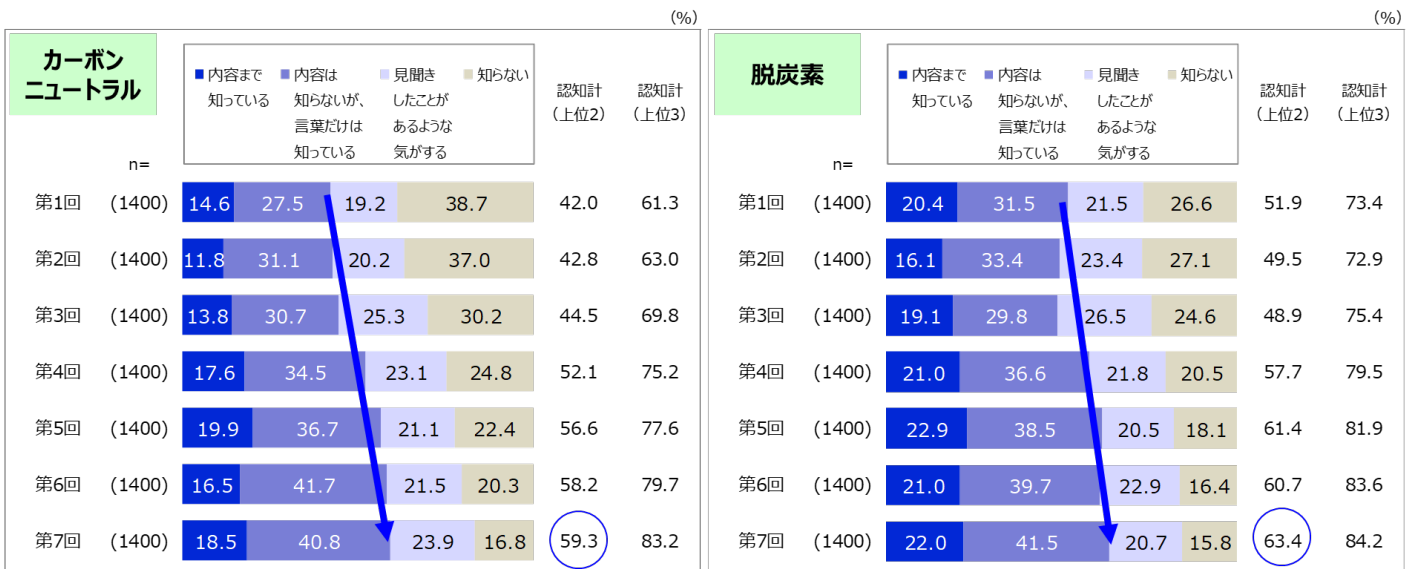 (%)
カーボン
ニュートラル
■内容まで ■内容は ■見聞き ■知らない
知っている 知らないが、 したことが
言葉だけは あるような
知っている 気がする
認知計 認知計
(上位2) (上位3)
n=
第1回 (1400) 14.6 27.5 19.2 38.7 42.0 61.3
第2回 (1400) 11.8 31.1 20.2 37.0 42.8 63.0
第3回 (1400) 13.8 30.7 25.3 30.2 44.5 69.8
第4回 (1400) 17.6 34.5 23.1 24.8 52.1 75.2
第5回 (1400) 19.9 36.7 21.1 22.4 56.6 77.6
第6回 (1400) 16.5 41.7 21.5 20.3 58.2 79.7
第7回 (1400) 18.5 40.8 23.9 16.8 59.3 83.2
(%)
脱炭素
■内容まで ■内容は ■見聞き ■知らない
知っている 知らないが、 したことが
言葉だけは あるような
知っている 気がする
認知計 認知計
(上位2) (上位3)
n=
第1回 (1400) 20.4 31.5 21.5 26.6 51.9 73.4
第2回 (1400) 16.1 33.4 23.4 27.1 49.5 72.9
第3回 (1400) 19.1 29.8 26.5 24.6 48.9 75.4
第4回 (1400) 21.0 36.6 21.8 20.5 57.7 79.5
第5回 (1400) 22.9 38.5 20.5 18.1 61.4 81.9
第6回 (1400) 21.0 39.7 22.9 16.4 60.7 83.6
第7回 (1400) 22.0 41.5 20.7 15.8 63.4 84.2